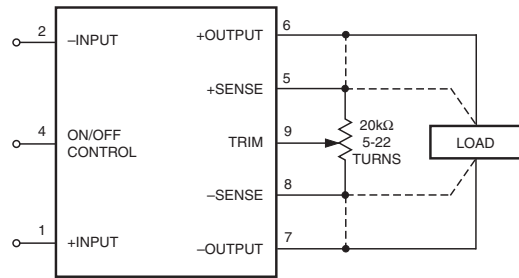 2
–INPUT
4
ON/OFF
CONTROL
1
+INPUT
+OUTPUT
6
+SENSE
5
TRIM
9
–SENSE
8
–OUTPUT
7
20kΩ
5-22
TURNS
LOAD